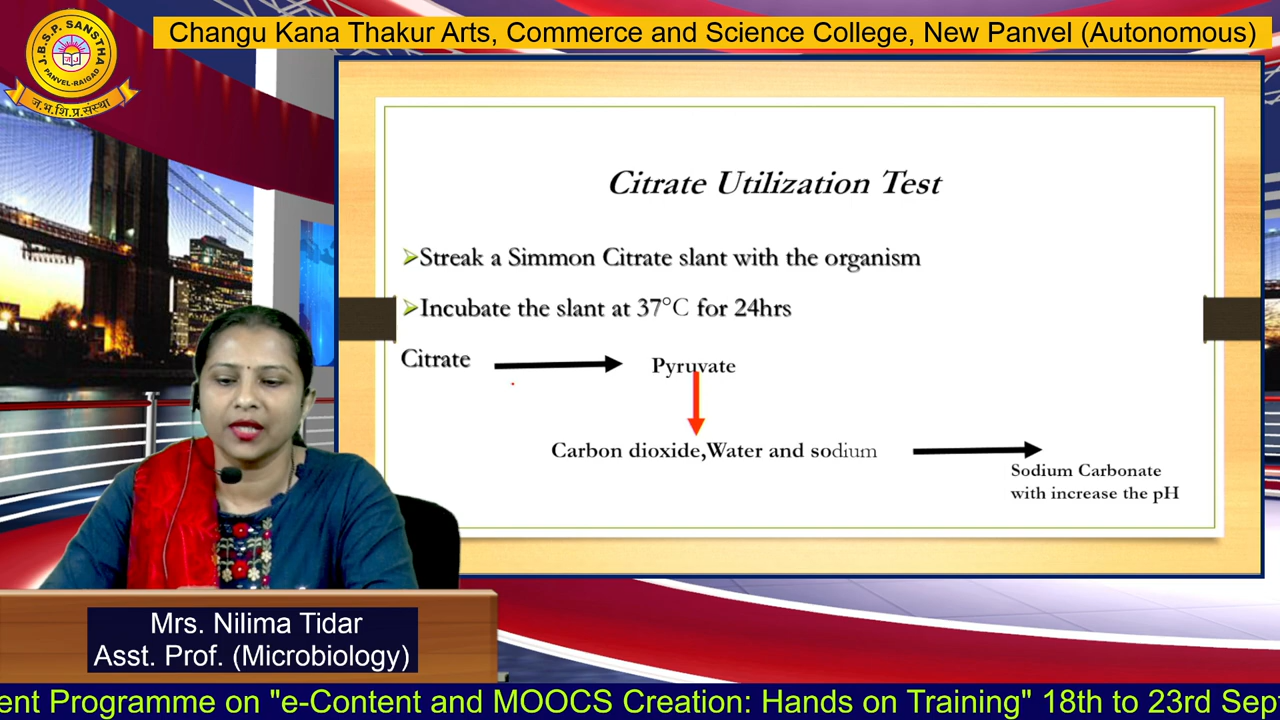 Changu Kana Thakur Arts, Commerce and Science College, New Panvel (Autonomous)
J.B.S.P. SANSTHA
PANVEL-RAIGAD
ज.भ.शि.प्र.संस्था
Citrate Utilization Test
Streak a Simmon Citrate slant with the organism
Incubate the slant at 37°C for 24hrs
Citrate
Pyruvate
Carbon dioxide,Water and sodium
Sodium Carbonate
with increase the pH
Mrs. Nilima Tidar
Asst. Prof. (Microbiology)
ent Programme on "e-Content and MOOCS Creation: Hands on Training" 18th to 23rd Sep